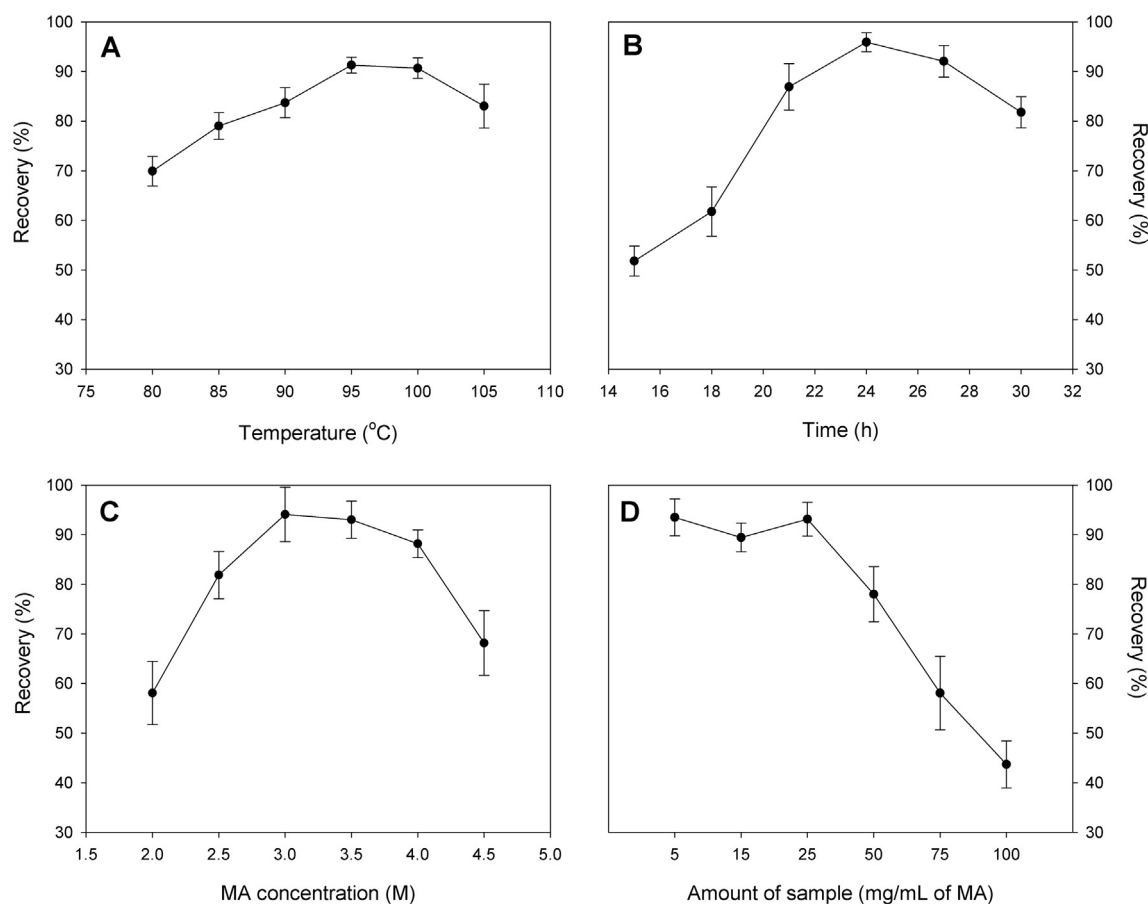 A
100
90
80
70
60
50
40
30
Recovery (%)
75 80 85 90 95 100 105 110
Temperature (°C)
B
100
90
80
70
60
50
40
30
Recovery (%)
14 16 18 20 22 24 26 28 30 32
Time (h)
C
100
90
80
70
60
50
40
30
Recovery (%)
1.5 2.0 2.5 3.0 3.5 4.0 4.5 5.0
MA concentration (M)
D
100
90
80
70
60
50
40
30
Recovery (%)
5 15 25 50 75 100
Amount of sample (mg/mL of MA)